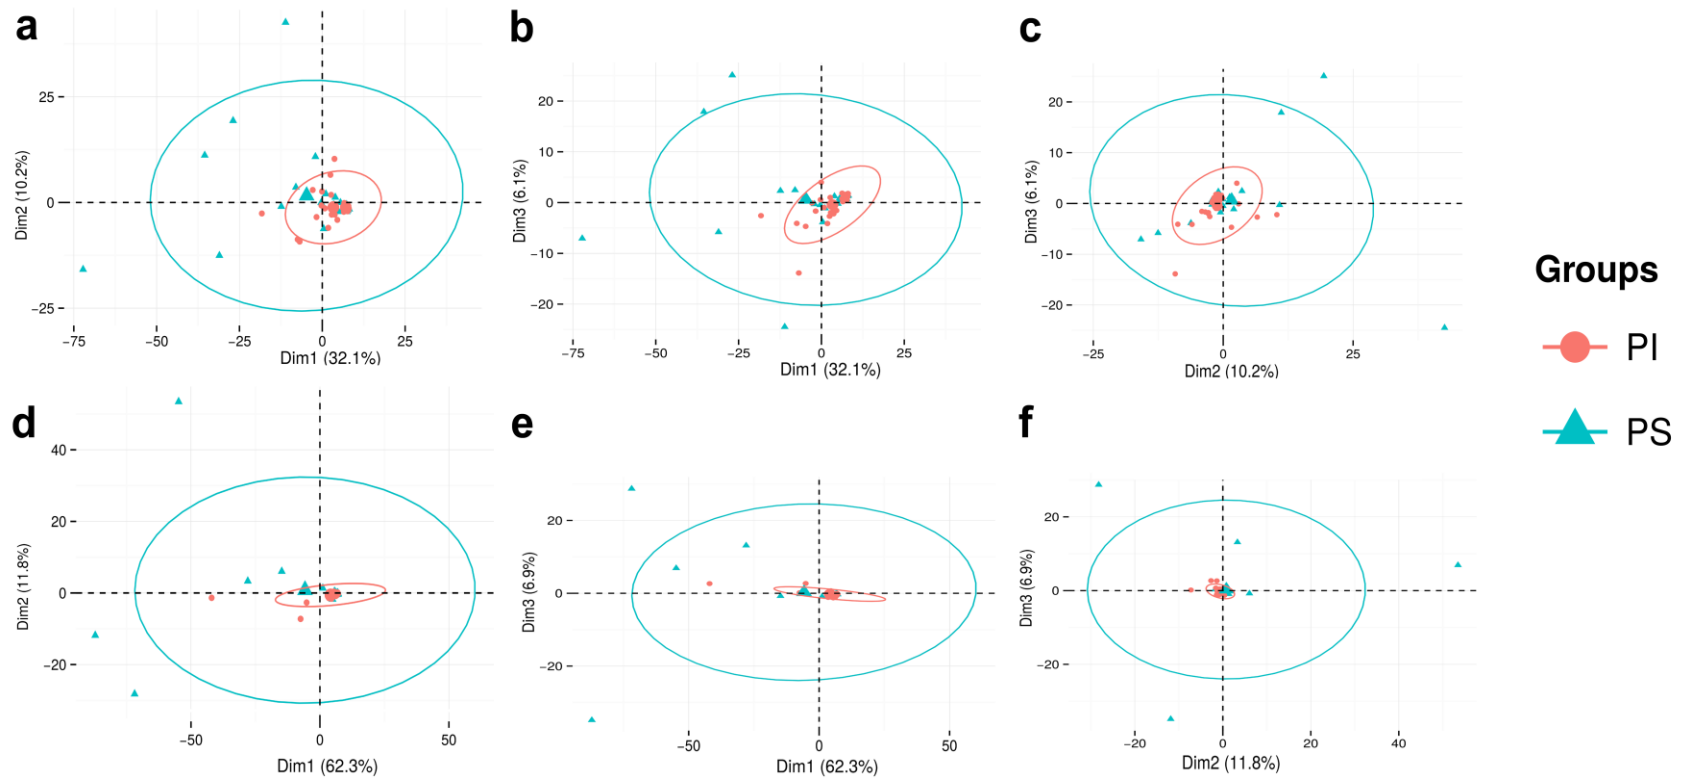 a
25
0
−25
Dim2 (10.2%)
−75
−50
−25
0
25
Dim1 (32.1%)
b
20
10
0
−10
−20
Dim3 (6.1%)
−75
−50
−25
0
25
Dim1 (32.1%)
c
20
10
0
−10
−20
Dim3 (6.1%)
−25
0
25
Dim2 (10.2%)
Groups
PI
PS
d
40
20
0
−20
Dim2 (11.8%)
−50
0
50
Dim1 (62.3%)
e
20
0
−20
Dim3 (6.9%)
−50
0
50
Dim1 (62.3%)
f
20
0
−20
Dim3 (6.9%)
−20
0
20
40
Dim2 (11.8%)